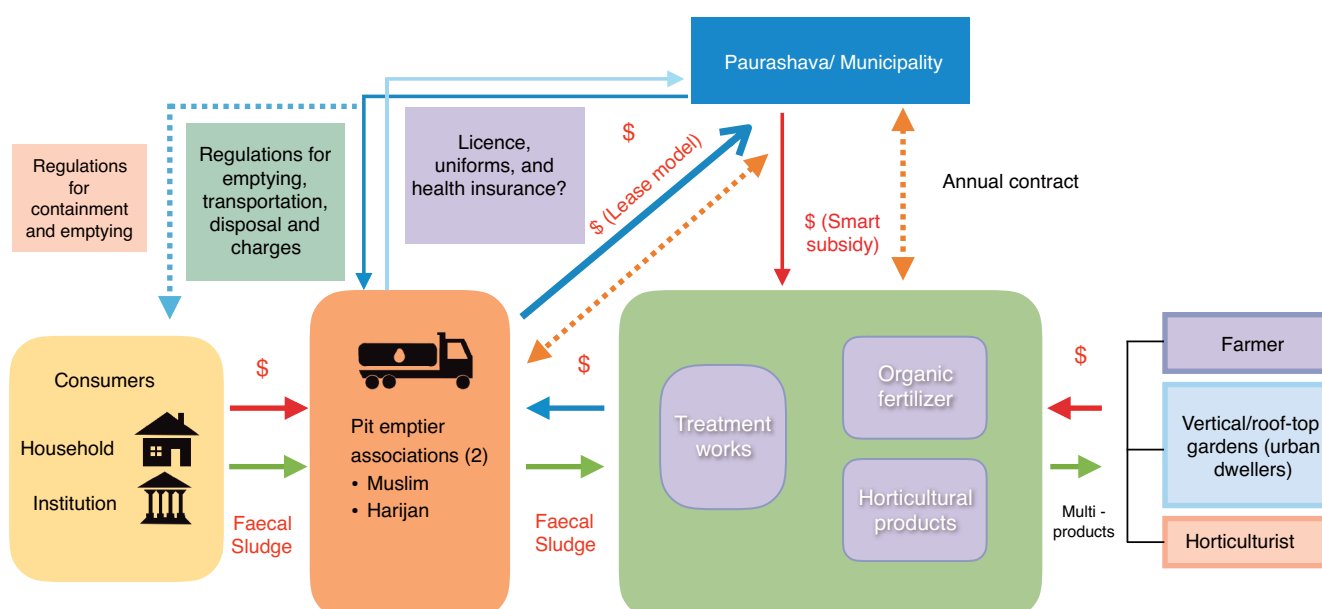 Paurashava/ Municipality
Regulations
for
containment
and emptying
Regulations for
emptying,
transportation,
disposal and
charges
Licence,
uniforms, and
health insurance?
$
$ (Lease model)
$ (Smart
subsidy)
Annual contract
Consumers
Household
Institution
$
Faecal
Sludge
Pit emptier
associations (2)
• Muslim
• Harijan
$
Faecal
Sludge
Treatment
works
Organic
fertilizer
Horticultural
products
$
Multi -
products
Farmer
Vertical/roof-top
gardens (urban
dwellers)
Horticulturist